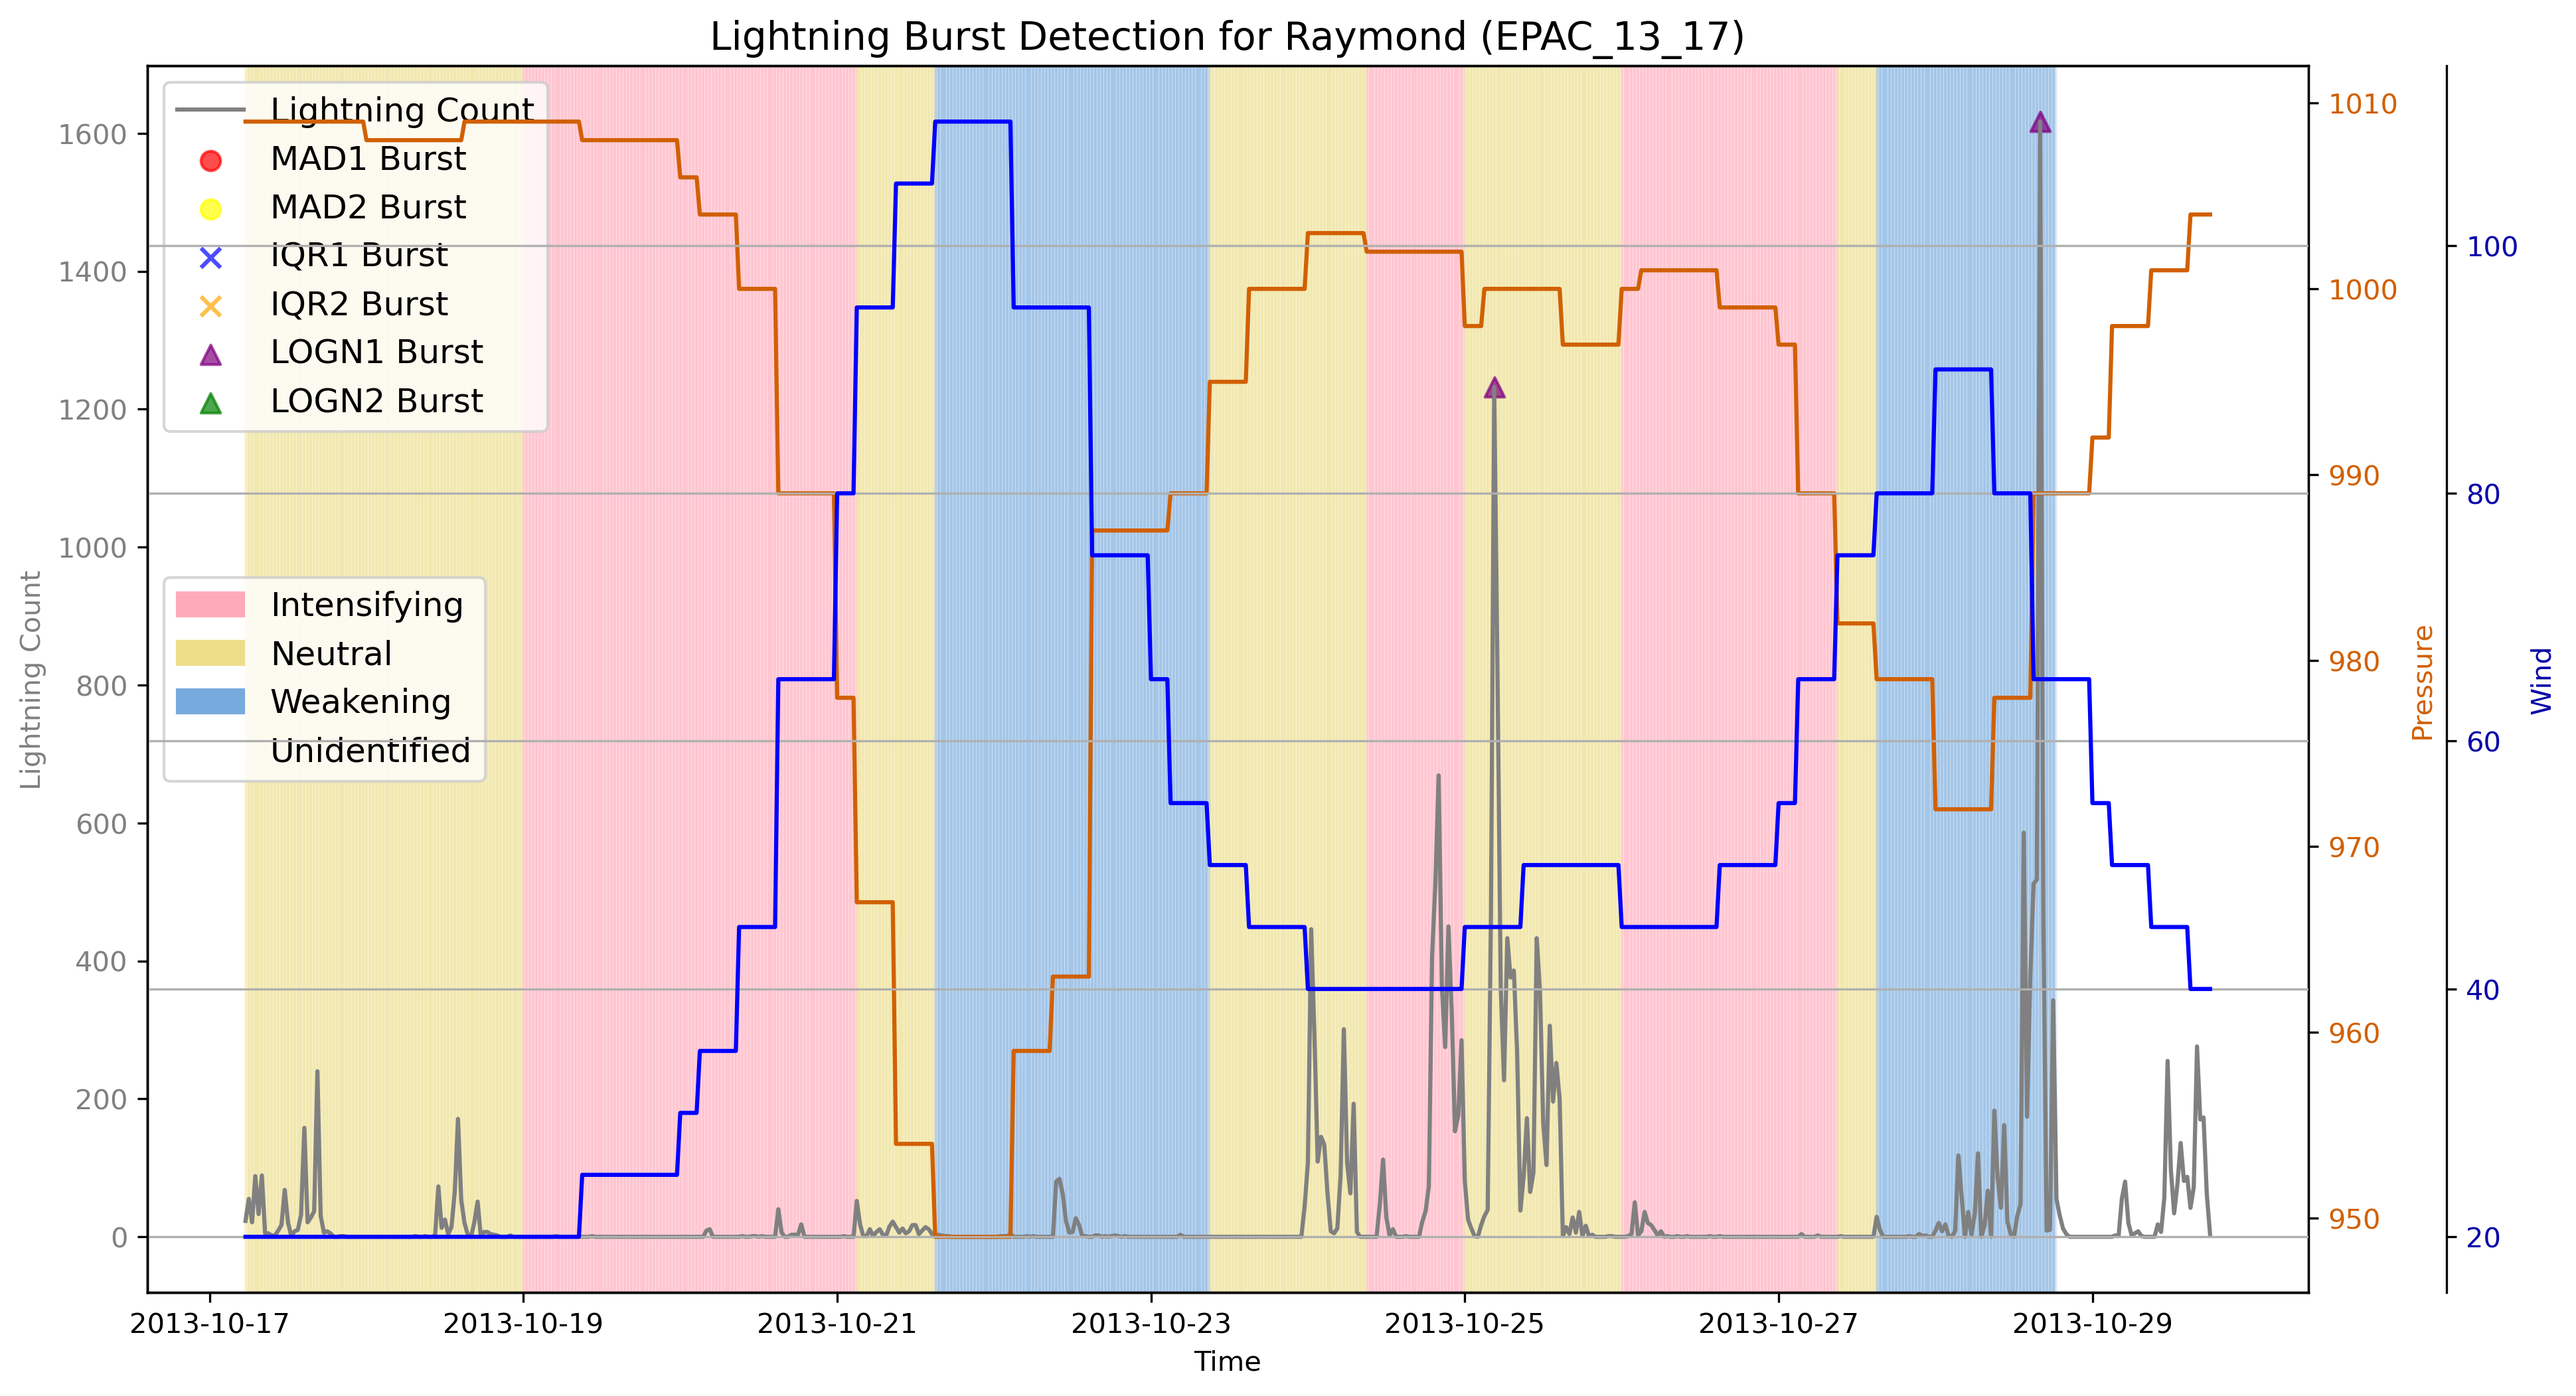 Lightning Burst Detection for Raymond (EPAC_13_17)
Lightning Count
MAD1 Burst
MAD2 Burst
IQR1 Burst
IQR2 Burst
LOGN1 Burst
LOGN2 Burst
Intensifying
Neutral
Weakening
Unidentified
1600
1400
1200
1000
800
600
400
200
0
Lightning Count
1010
1000
990
980
970
960
950
Pressure
100
80
60
40
20
Wind
2013-10-17
2013-10-19
2013-10-21
2013-10-23
2013-10-25
2013-10-27
2013-10-29
Time